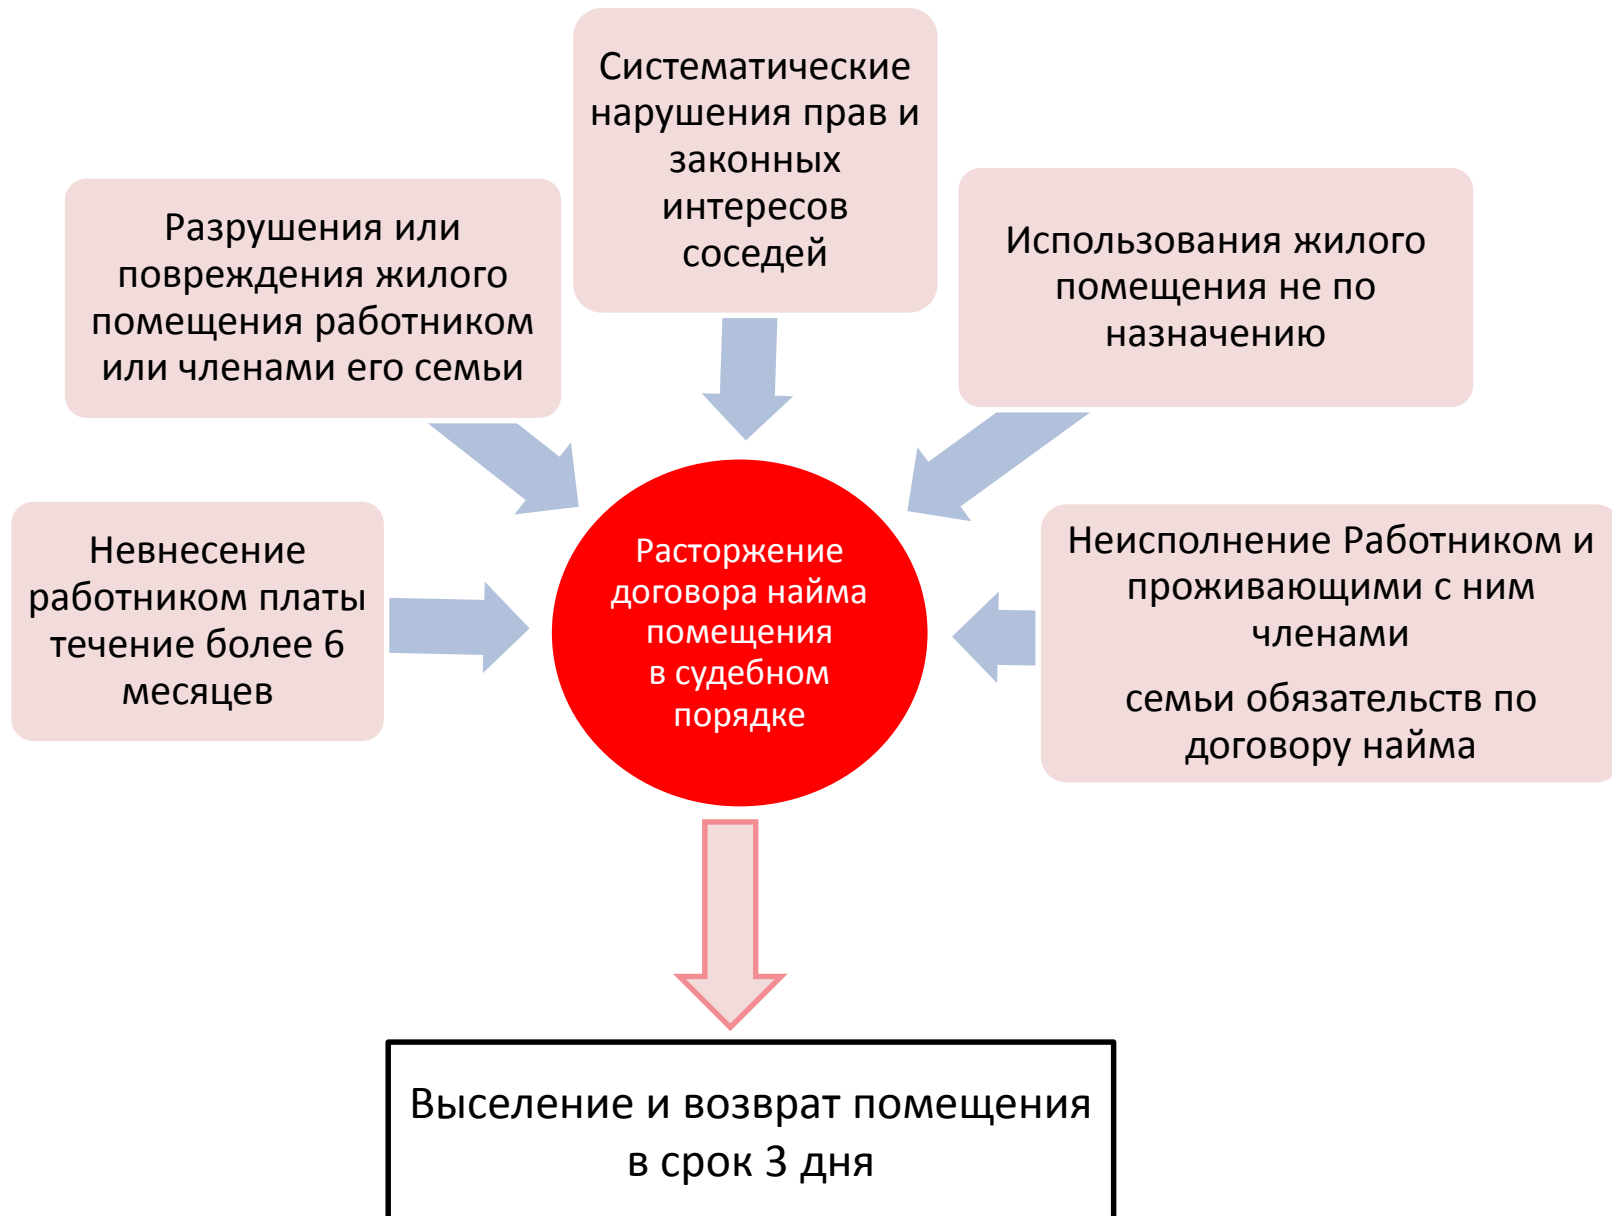 Систематические
нарушения прав и
законных
интересов
соседей
Разрушения или
повреждения жилого
помещения работником
или членами его семьи
Использования жилого
помещения не по
назначению
Невнесение
работником платы
течение более 6
месяцев
Расторжение
договора найма
помещения
в судебном
порядке
Неисполнение Работником и
проживающими с ним
членами
семьи обязательств по
договору найма
Выселение и возврат помещения
в срок 3 дня